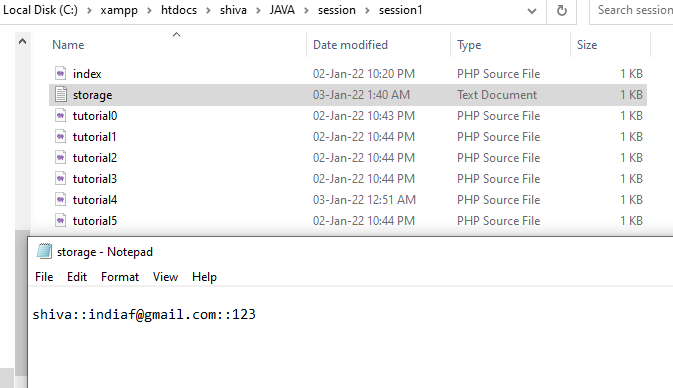 Local Disk (C:) › xampp › htdocs › shiva › JAVA › session › session1 Search session
Name Date modified Type Size
index 02-Jan-22 10:20 PM PHP Source File 1 KB
storage 03-Jan-22 1:40 AM Text Document 1 KB
tutorial0 02-Jan-22 10:43 PM PHP Source File 1 KB
tutorial1 02-Jan-22 10:44 PM PHP Source File 1 KB
tutorial2 02-Jan-22 10:44 PM PHP Source File 1 KB
tutorial3 02-Jan-22 10:44 PM PHP Source File 1 KB
tutorial4 03-Jan-22 12:51 AM PHP Source File 1 KB
tutorial5 02-Jan-22 10:44 PM PHP Source File 1 KB
storage - Notepad
File Edit Format View Help
shiva::indiaf@gmail.com::123